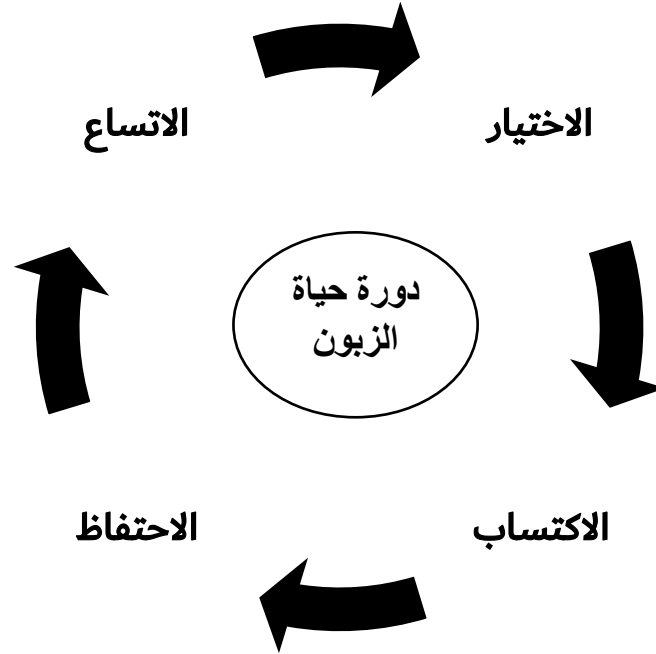 الاختيار
الاتساع
دورة حياة
الزبون
الاكتساب
الاحتفاظ